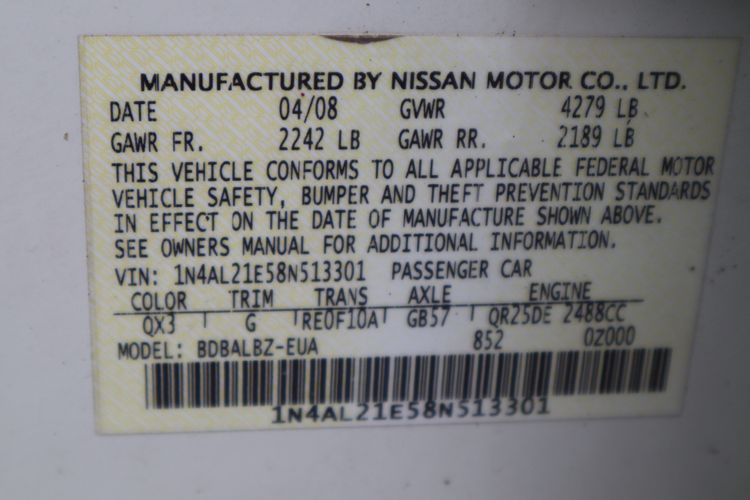 MANUFACTURED BY NISSAN MOTOR CO., LTD.
DATE 04/08 GVWR 4279 LB
GAWR FR. 2242 LB GAWR RR. 2189 LB
THIS VEHICLE CONFORMS TO ALL APPLICABLE FEDERAL MOTOR
VEHICLE SAFETY, BUMPER AND THEFT PREVENTION STANDARDS
IN EFFECT ON THE DATE OF MANUFACTURE SHOWN ABOVE.
SEE OWNERS MANUAL FOR ADDITIONAL INFORMATION.
VIN: 1N4AL21E58N513301 PASSENGER CAR
COLOR TRIM TRANS AXLE ENGINE
QX3 G RE0F10A GB57 QR25DE 2488CC
MODEL: BDBALBZ-EUA 852 0Z000
1N4AL21E58N513301